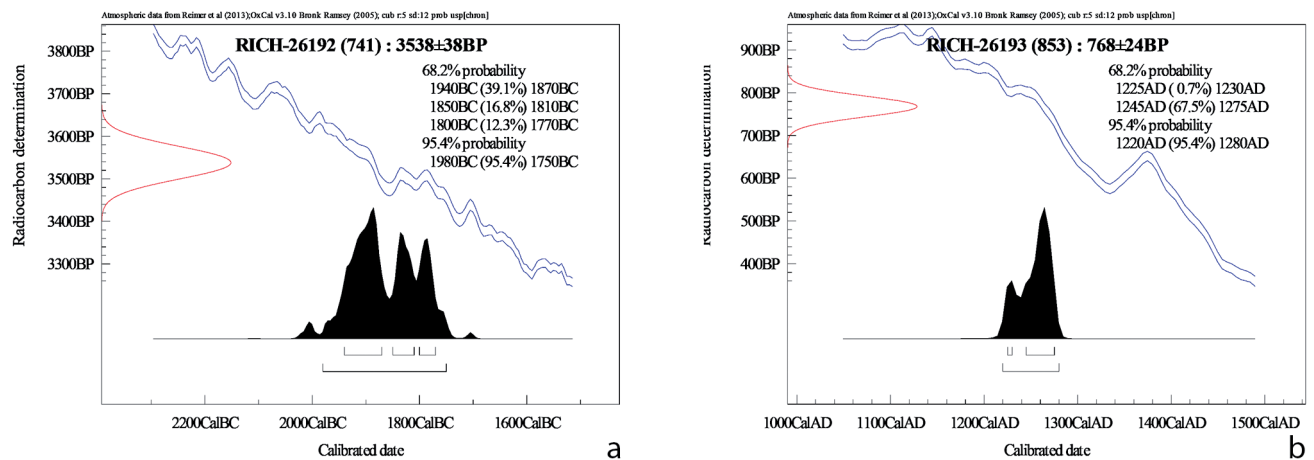 Atmospheric data from Reimer et al (2013);OxCal v3.10 Bronk Ramsey (2005); cub r:5 sd:12 prob usp[chron]
RICH-26192 (741) : 3538±38BP
68.2% probability
1940BC (39.1%) 1870BC
1850BC (16.8%) 1810BC
1800BC (12.3%) 1770BC
95.4% probability
1980BC (95.4%) 1750BC
Radiocarbon determination
3800BP
3700BP
3600BP
3500BP
3400BP
3300BP
2200CalBC 2000CalBC 1800CalBC 1600CalBC
Calibrated date
a
Atmospheric data from Reimer et al (2013);OxCal v3.10 Bronk Ramsey (2005); cub r:5 sd:12 prob usp[chron]
RICH-26193 (853) : 768±24BP
68.2% probability
1225AD ( 0.7%) 1230AD
1245AD (67.5%) 1275AD
95.4% probability
1220AD (95.4%) 1280AD
Radiocarbon determination
900BP
800BP
700BP
600BP
500BP
400BP
1000CalAD 1100CalAD 1200CalAD 1300CalAD 1400CalAD 1500CalAD
Calibrated date
b